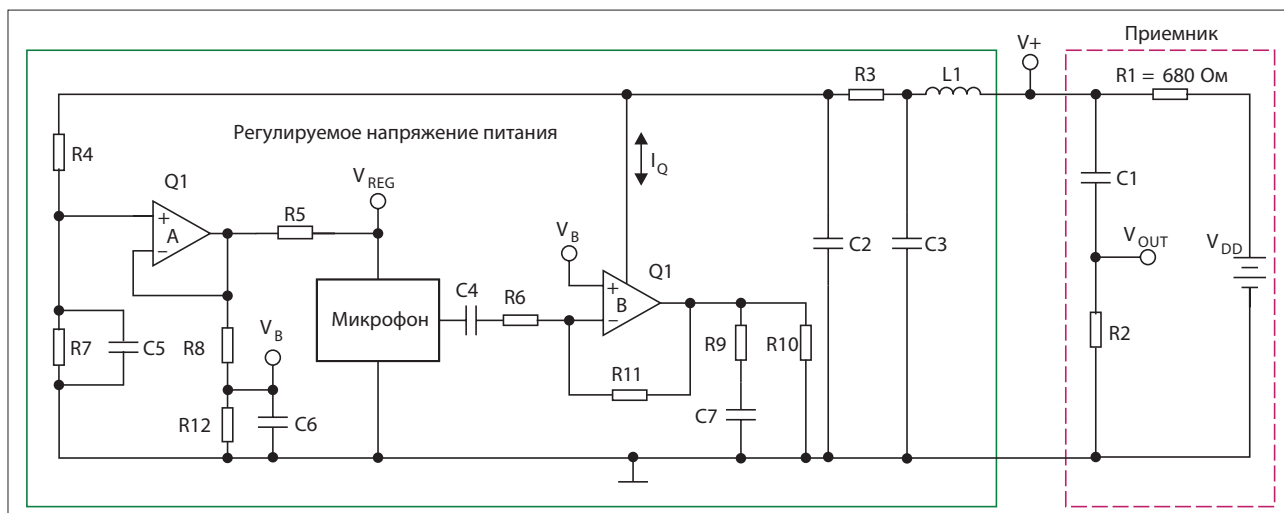 Приемник
V+
R1 = 680 Ом
R3
L1
Регулируемое напряжение питания
R4
I_Q
Q1
V_REG
C1
+
A
−
R5
V_B
Q1
C2
C3
V_OUT
V_DD
C4
R6
+
B
−
Микрофон
R7
C5
R8
V_B
R9
R10
R2
R11
R12
C6
C7